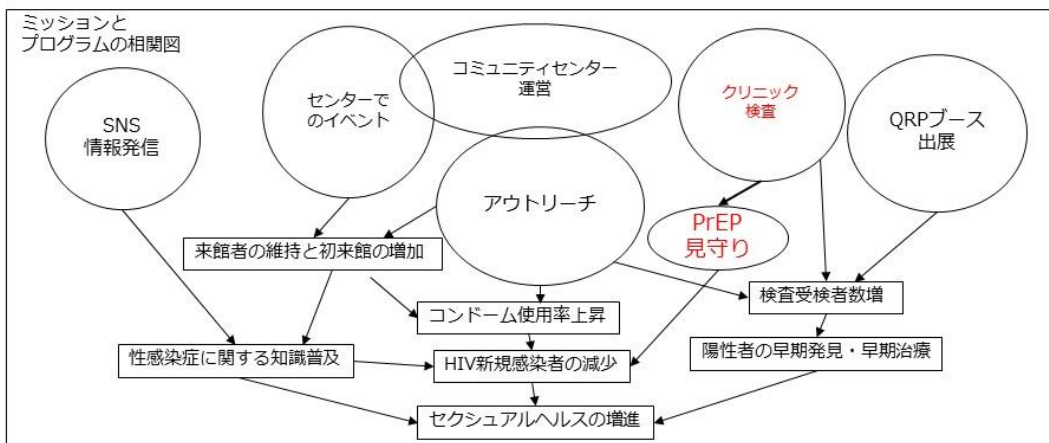 ミッションと
プログラムの相関図
SNS
情報発信
センターで
のイベント
コミュニティセンター
運営
クリニック
検査
QRPブース
出展
アウトリーチ
PrEP
見守り
来館者の維持と初来館の増加
検査受検者数増
コンドーム使用率上昇
性感染症に関する知識普及
HIV新規感染者の減少
陽性者の早期発見・早期治療
セクシュアルヘルスの増進